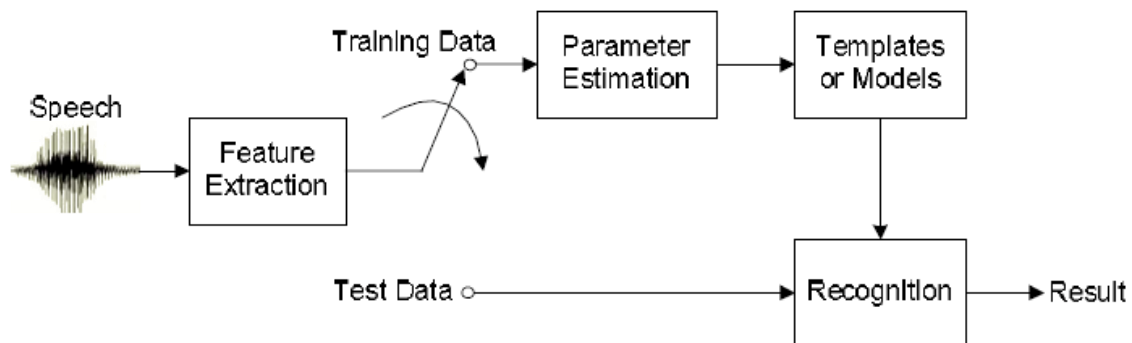 Training Data
Parameter
Estimation
Templates
or Models
Speech
Feature
Extraction
Test Data
Recognition
Result